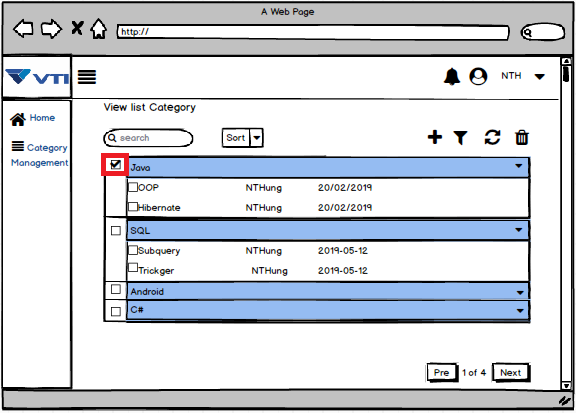 A Web Page
http://
VTI
NTH
Home
Category
Management
View list Category
search
Sort
Java
OOP NTHung 20/02/2019
Hibernate NTHung 20/02/2019
SQL
Subquery NTHung 2019-05-12
Trickger NTHung 2019-05-12
Android
C#
Pre 1 of 4 Next